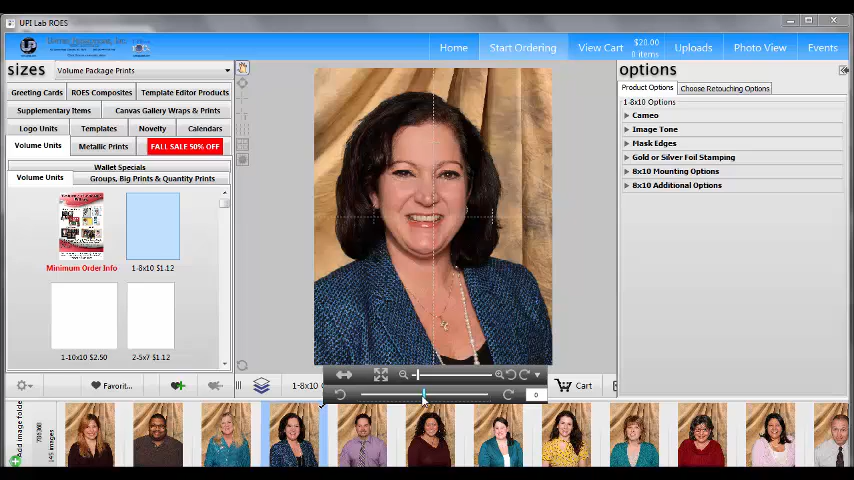 UPI Lab ROES
UP
Home
Start Ordering
View Cart
$20.00
0 items
Uploads
Photo View
Events
sizes
Volume Package Prints
options
Greeting Cards
ROES Composites
Template Editor Products
Supplementary Items
Canvas Gallery Wraps & Prints
Logo Units
Templates
Novelty
Calendars
Volume Units
Metallic Prints
FALL SALE 50% OFF
Wallet Specials
Volume Units
Groups, Big Prints & Quantity Prints
Minimum Order Info
1-8x10 $1.12
1-10x10 $2.50
2-5x7 $1.12
Product Options
Choose Retouching Options
1-8x10 Options
Cameo
Image Tone
Mask Edges
Gold or Silver Foil Stamping
8x10 Mounting Options
8x10 Additional Options
Favorit...
1-8x10
Cart
0
Add image folde
145 images